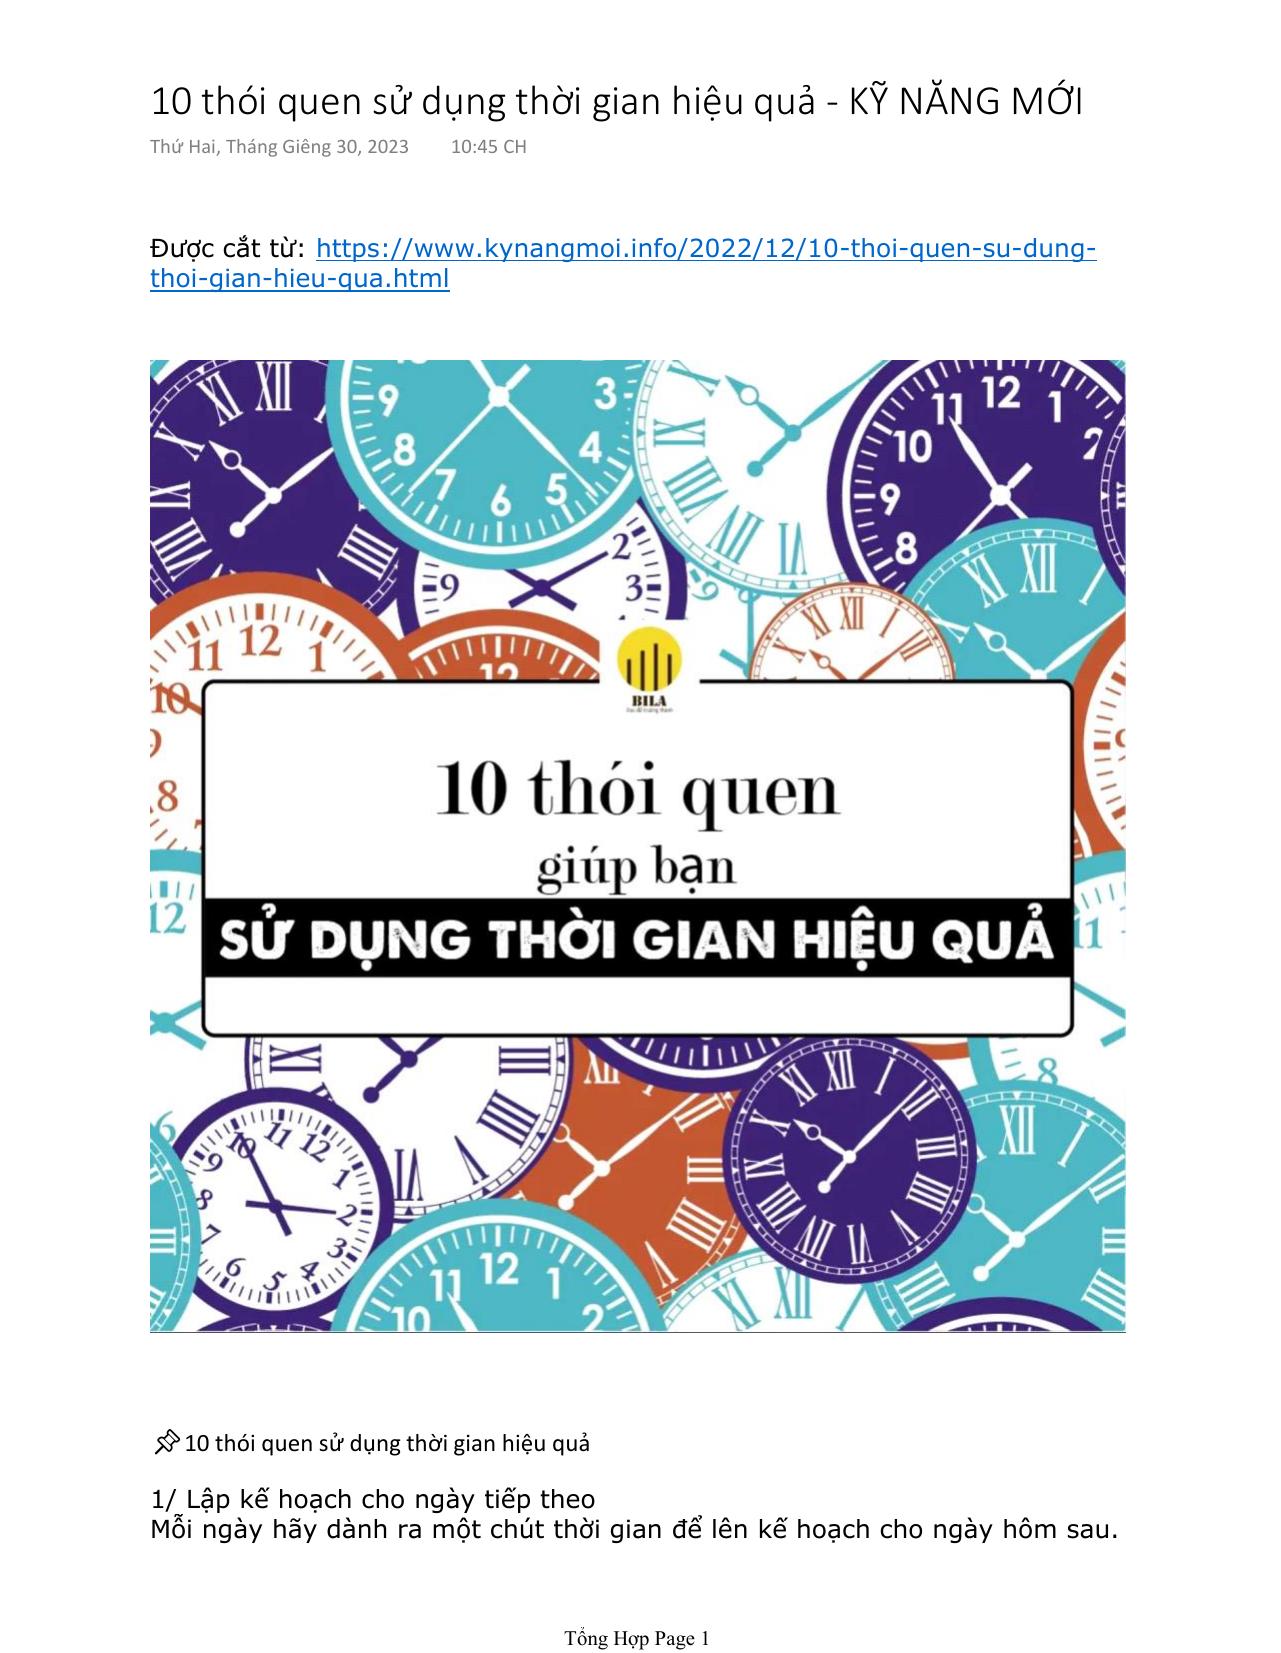 10 thói quen sử dụng thời gian hiệu quả - KỸ NĂNG MỚI
Thứ Hai, Tháng Giêng 30, 2023 10:45 CH
Được cắt từ: https://www.kynangmoi.info/2022/12/10-thoi-quen-su-dung-
thoi-gian-hieu-qua.html
BILA
10 thói quen
giúp bạn
SỬ DỤNG THỜI GIAN HIỆU QUẢ
10 thói quen sử dụng thời gian hiệu quả
1/ Lập kế hoạch cho ngày tiếp theo
Mỗi ngày hãy dành ra một chút thời gian để lên kế hoạch cho ngày hôm sau.
Tổng Hợp Page 1